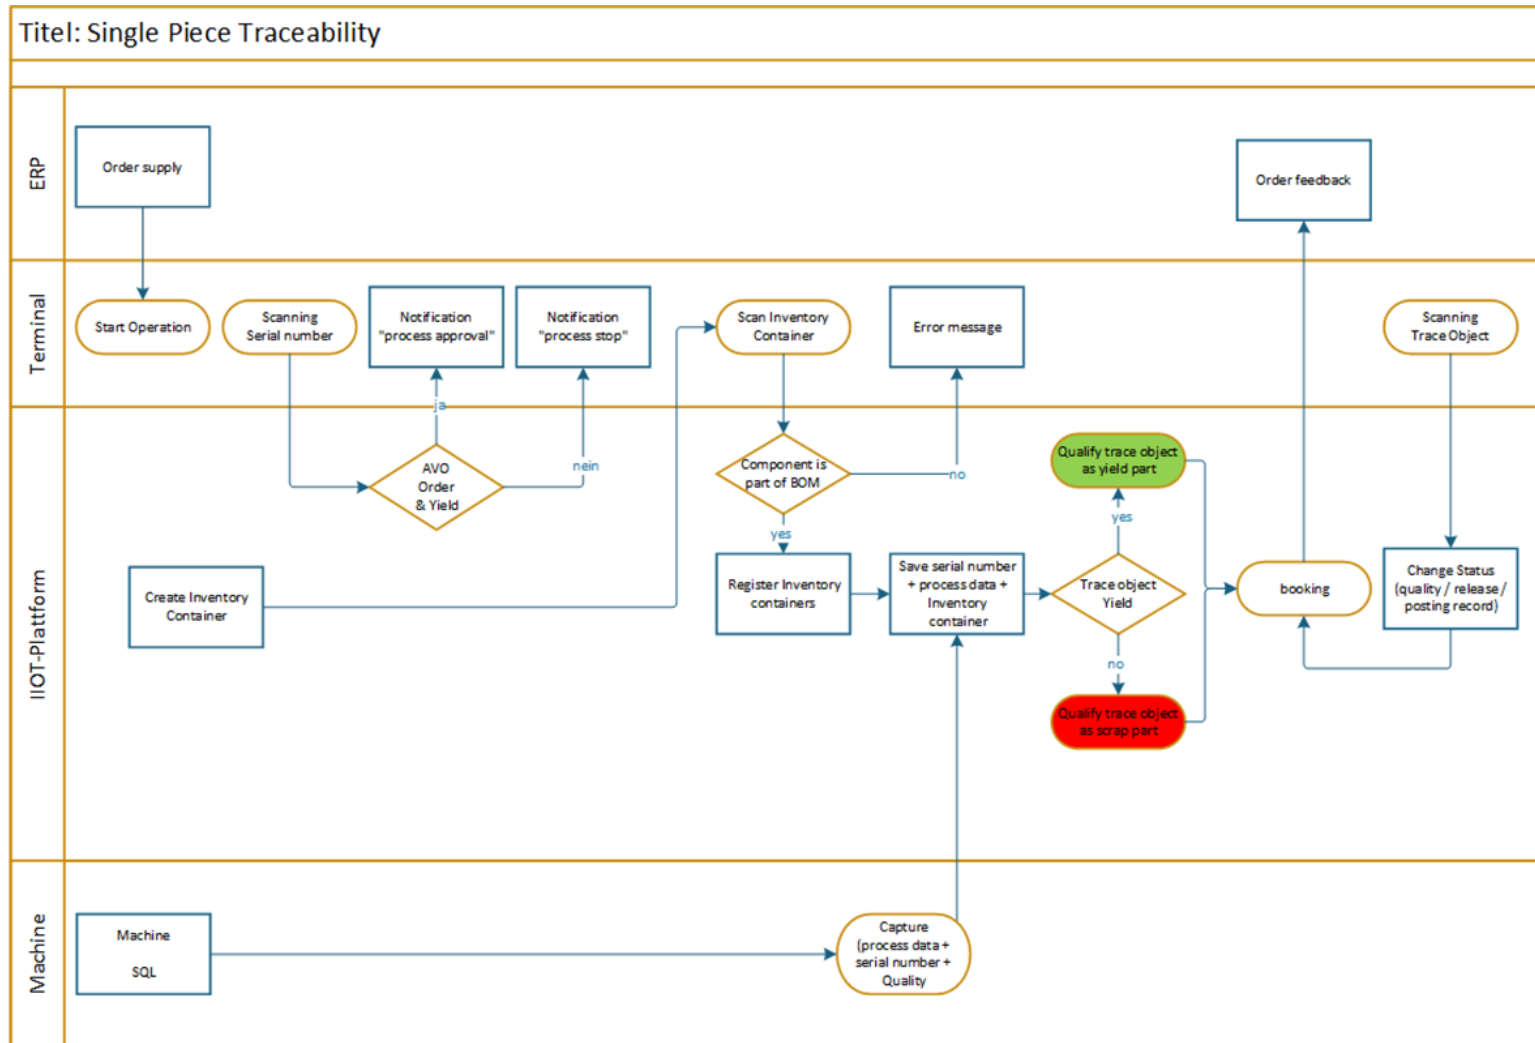 Titel: Single Piece Traceability
ERP
Order supply
Order feedback
Terminal
Start Operation
Scanning
Serial number
Notification
"process approval"
Notification
"process stop"
Scan Inventory
Container
Error message
Scanning
Trace Object
IIOT-Plattform
ja
AVO
Order
& Yield
nein
Component is
part of BOM
no
yes
Create Inventory
Container
Register Inventory
containers
Save serial number
+ process data +
Inventory
container
Qualify trace object
as yield part
yes
Trace object
Yield
no
Qualify trace object
as scrap part
booking
Change Status
(quality / release /
posting record)
Machine
Machine
SQL
Capture
(process data +
serial number +
Quality